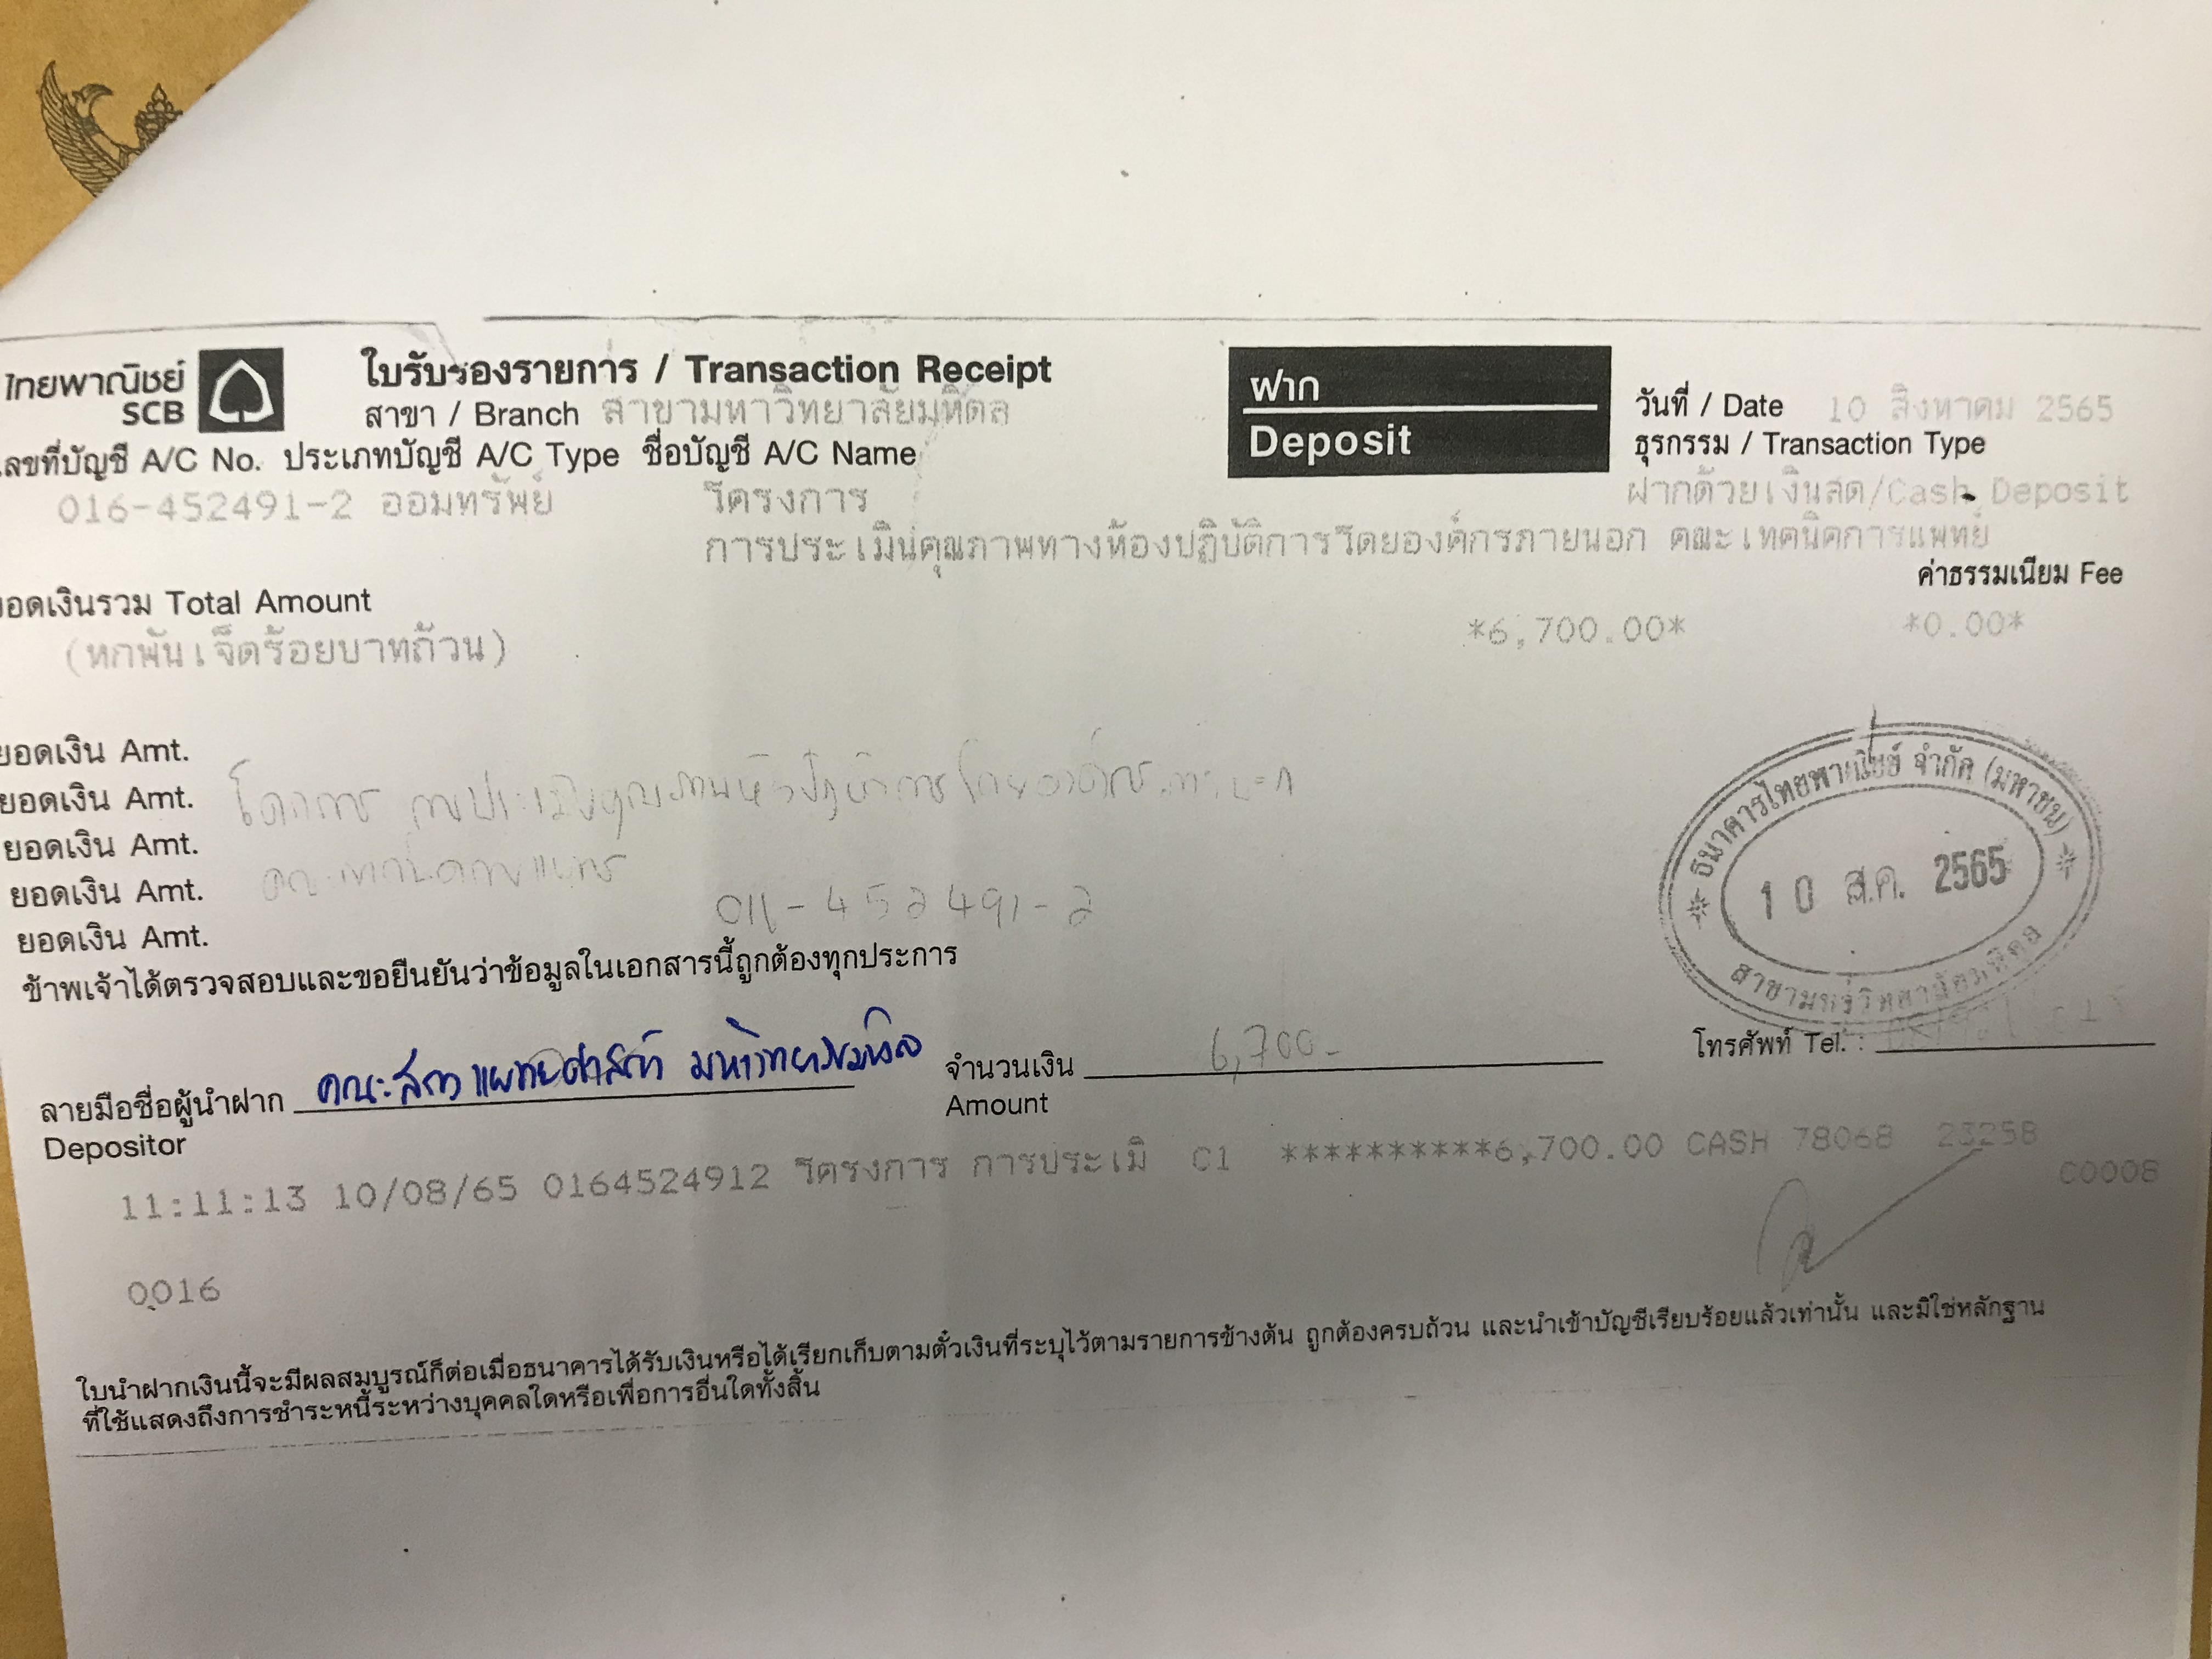 ไทยพาณิชย์
SCB
ใบรับรองรายการ / Transaction Receipt
สาขา / Branch สาขามหาวิทยาลัยมหิดล
ฝาก
Deposit
วันที่ / Date 10 สิงหาคม 2565
ธุรกรรม / Transaction Type
ฝากด้วยเงินสด/Cash Deposit
เลขที่บัญชี A/C No. ประเภทบัญชี A/C Type ชื่อบัญชี A/C Name
016-452491-2 ออมทรัพย์ โครงการ
การประเมินคุณภาพทางห้องปฏิบัติการโดยองค์กรภายนอก คณะเทคนิคการแพทย์
ค่าธรรมเนียม Fee
ยอดเงินรวม Total Amount
*6,700.00* *0.00*
(หกพันเจ็ดร้อยบาทถ้วน)
ยอดเงิน Amt.
ยอดเงิน Amt. โครงการ การประเมินคุณภาพห้องปฏิบัติการโดยองค์กร
ยอดเงิน Amt. คณะเทคนิคการแพทย์
ยอดเงิน Amt. 016-452491-2
ยอดเงิน Amt.
ธนาคารไทยพาณิชย์ จำกัด (มหาชน)
10 ส.ค. 2565
สาขามหาวิทยาลัยมหิดล
ข้าพเจ้าได้ตรวจสอบและขอยืนยันว่าข้อมูลในเอกสารนี้ถูกต้องทุกประการ
ลายมือชื่อผู้นำฝาก คณะสัตวแพทยศาสตร์ มหาวิทยาลัยมหิดล จำนวนเงิน 6,700- โทรศัพท์ Tel. :
Depositor Amount
11:11:13 10/08/65 0164524912 โครงการ การประเมิ C1 **********6,700.00 CASH 78068 23258
C0008
0016
ใบนำฝากเงินนี้จะมีผลสมบูรณ์ก็ต่อเมื่อธนาคารได้รับเงินหรือได้เรียกเก็บตามตั๋วเงินที่ระบุไว้ตามรายการข้างต้น ถูกต้องครบถ้วน และนำเข้าบัญชีเรียบร้อยแล้วเท่านั้น และมิใช่หลักฐาน
ที่ใช้แสดงถึงการชำระหนี้ระหว่างบุคคลใดหรือเพื่อการอื่นใดทั้งสิ้น